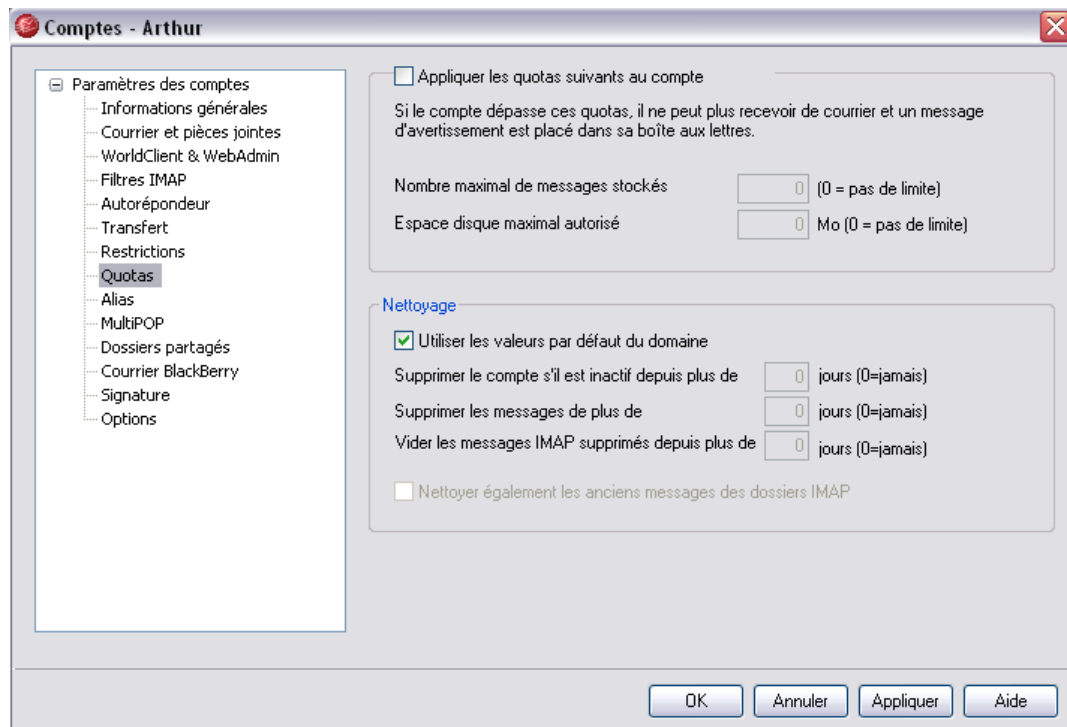 Comptes - Arthur
Paramètres des comptes
Informations générales
Courrier et pièces jointes
WorldClient & WebAdmin
Filtres IMAP
Autorépondeur
Transfert
Restrictions
Quotas
Alias
MultiPOP
Dossiers partagés
Courrier BlackBerry
Signature
Options
Appliquer les quotas suivants au compte
Si le compte dépasse ces quotas, il ne peut plus recevoir de courrier et un message
d'avertissement est placé dans sa boîte aux lettres.
Nombre maximal de messages stockés 0 (0 = pas de limite)
Espace disque maximal autorisé 0 Mo (0 = pas de limite)
Nettoyage
Utiliser les valeurs par défaut du domaine
Supprimer le compte s'il est inactif depuis plus de 0 jours (0=jamais)
Supprimer les messages de plus de 0 jours (0=jamais)
Vider les messages IMAP supprimés depuis plus de 0 jours (0=jamais)
Nettoyer également les anciens messages des dossiers IMAP
OK Annuler Appliquer Aide